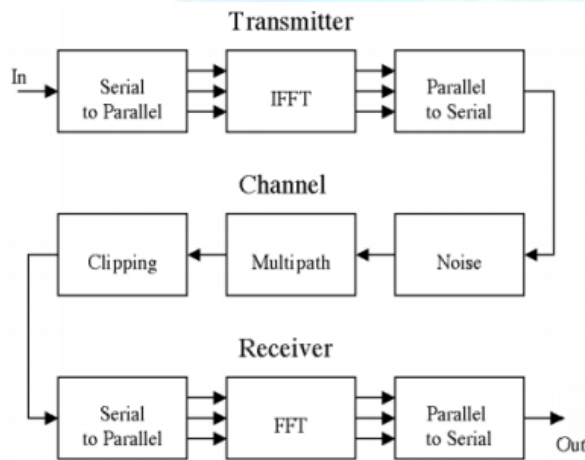 Transmitter
In
Serial
to Parallel
IFFT
Parallel
to Serial
Channel
Clipping
Multipath
Noise
Receiver
Serial
to Parallel
FFT
Parallel
to Serial
Out